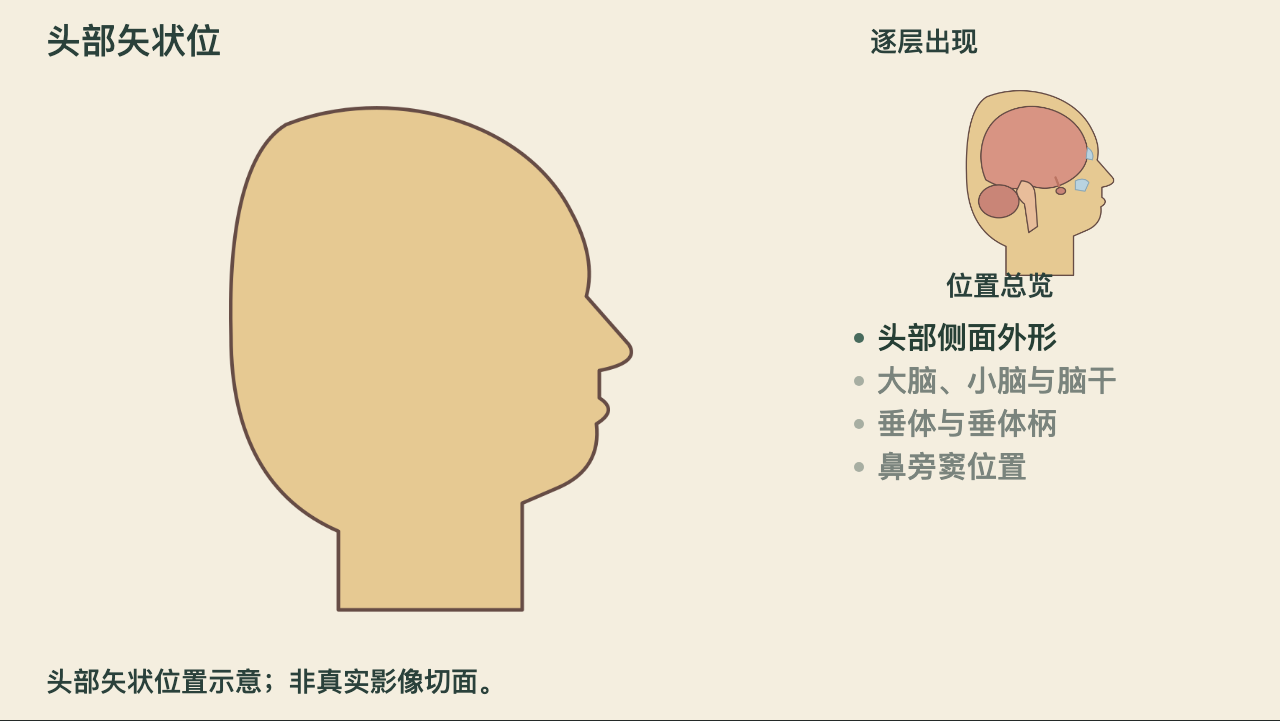 头部矢状位
逐层出现
位置总览
头部侧面外形
大脑、小脑与脑干
垂体与垂体柄
鼻旁窦位置
头部矢状位置示意；非真实影像切面。